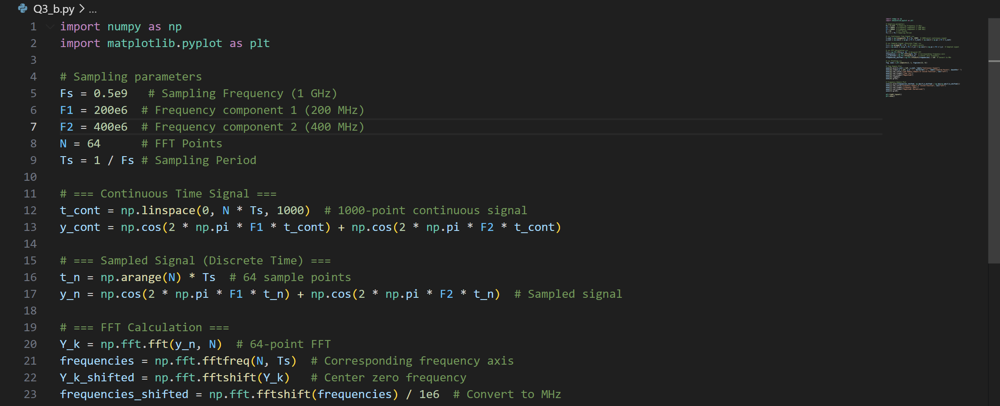 Q3_b.py > ...
1 import numpy as np
2 import matplotlib.pyplot as plt
3
4 # Sampling parameters
5 Fs = 0.5e9   # Sampling Frequency (1 GHz)
6 F1 = 200e6  # Frequency component 1 (200 MHz)
7 F2 = 400e6  # Frequency component 2 (400 MHz)
8 N = 64      # FFT Points
9 Ts = 1 / Fs # Sampling Period
10
11 # === Continuous Time Signal ===
12 t_cont = np.linspace(0, N * Ts, 1000)  # 1000-point continuous signal
13 y_cont = np.cos(2 * np.pi * F1 * t_cont) + np.cos(2 * np.pi * F2 * t_cont)
14
15 # === Sampled Signal (Discrete Time) ===
16 t_n = np.arange(N) * Ts  # 64 sample points
17 y_n = np.cos(2 * np.pi * F1 * t_n) + np.cos(2 * np.pi * F2 * t_n)  # Sampled signal
18
19 # === FFT Calculation ===
20 Y_k = np.fft.fft(y_n, N)  # 64-point FFT
21 frequencies = np.fft.fftfreq(N, Ts)  # Corresponding frequency axis
22 Y_k_shifted = np.fft.fftshift(Y_k)   # Center zero frequency
23 frequencies_shifted = np.fft.fftshift(frequencies) / 1e6  # Convert to MHz